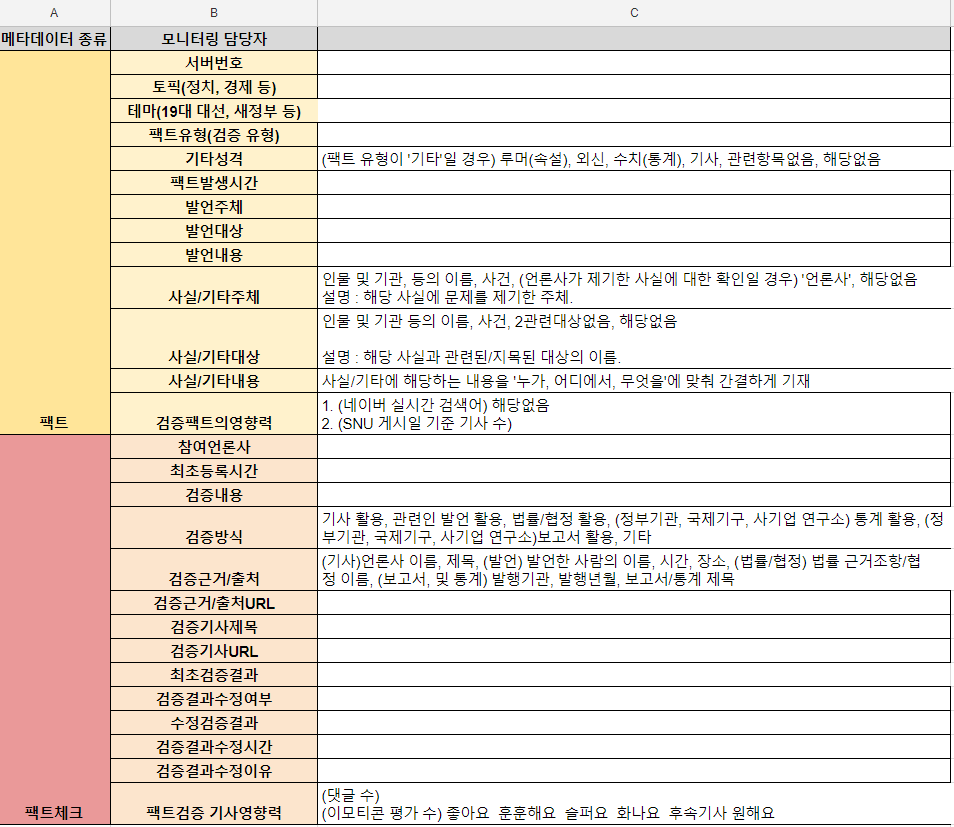 A B C
메타데이터 종류 모니터링 담당자
서버번호
토픽(정치, 경제 등)
테마(19대 대선, 새정부 등)
팩트유형(검증 유형)
기타성격 (팩트 유형이 '기타'일 경우) 루머(속설), 외신, 수치(통계), 기사, 관련항목없음, 해당없음
팩트발생시간
발언주체
발언대상
발언내용
인물 및 기관, 등의 이름, 사건, (언론사가 제기한 사실에 대한 확인일 경우) '언론사', 해당없음
사실/기타주체 설명 : 해당 사실에 문제를 제기한 주체.
인물 및 기관 등의 이름, 사건, 2관련대상없음, 해당없음
사실/기타대상 설명 : 해당 사실과 관련된/지목된 대상의 이름.
사실/기타내용 사실/기타에 해당하는 내용을 '누가, 어디에서, 무엇을'에 맞춰 간결하게 기재
1. (네이버 실시간 검색어) 해당없음
팩트 검증팩트의영향력 2. (SNU 게시일 기준 기사 수)
참여언론사
최초등록시간
검증내용
기사 활용, 관련인 발언 활용, 법률/협정 활용, (정부기관, 국제기구, 사기업 연구소) 통계 활용, (정
검증방식 부기관, 국제기구, 사기업 연구소)보고서 활용, 기타
(기사)언론사 이름, 제목, (발언) 발언한 사람의 이름, 시간, 장소, (법률/협정) 법률 근거조항/협
검증근거/출처 정 이름, (보고서, 및 통계) 발행기관, 발행년월, 보고서/통계 제목
검증근거/출처URL
검증기사제목
검증기사URL
최초검증결과
검증결과수정여부
수정검증결과
검증결과수정시간
검증결과수정이유
(댓글 수)
팩트체크 팩트검증 기사영향력 (이모티콘 평가 수) 좋아요 훈훈해요 슬퍼요 화나요 후속기사 원해요